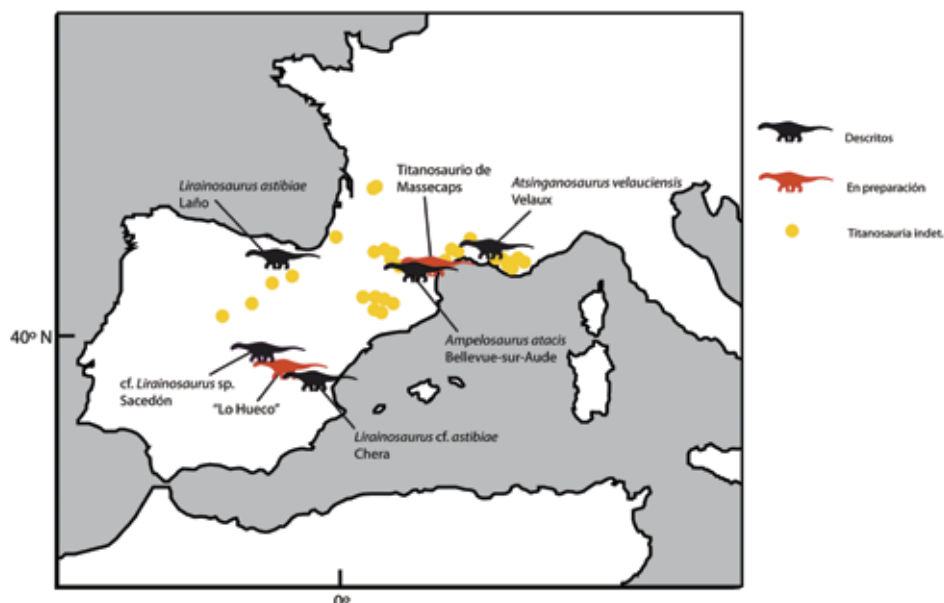 Descritos
En preparación
Titanosauria indet.
Titanosaurio de
Massecaps
Atsinganosaurus velauciensis
Velaux
Lirainosaurus astibiae
Laño
40º N
Ampelosaurus atacis
Bellevue-sur-Aude
cf. Lirainosaurus sp.
Sacedón
"Lo Hueco"
Lirainosaurus cf. astibiae
Chera
0º